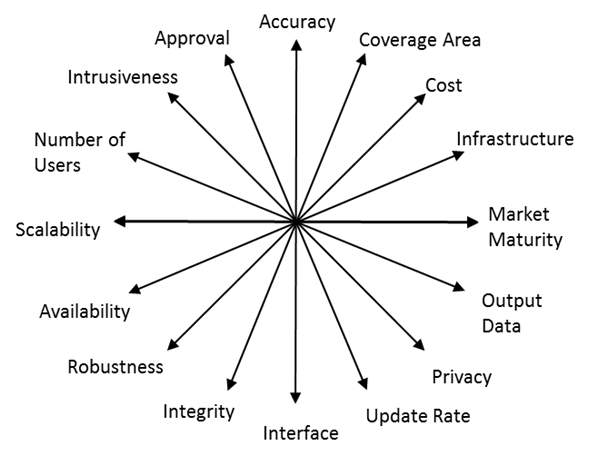 Accuracy
Coverage Area
Cost
Infrastructure
Market
Maturity
Output
Data
Privacy
Update Rate
Interface
Integrity
Robustness
Availability
Scalability
Number of
Users
Intrusiveness
Approval